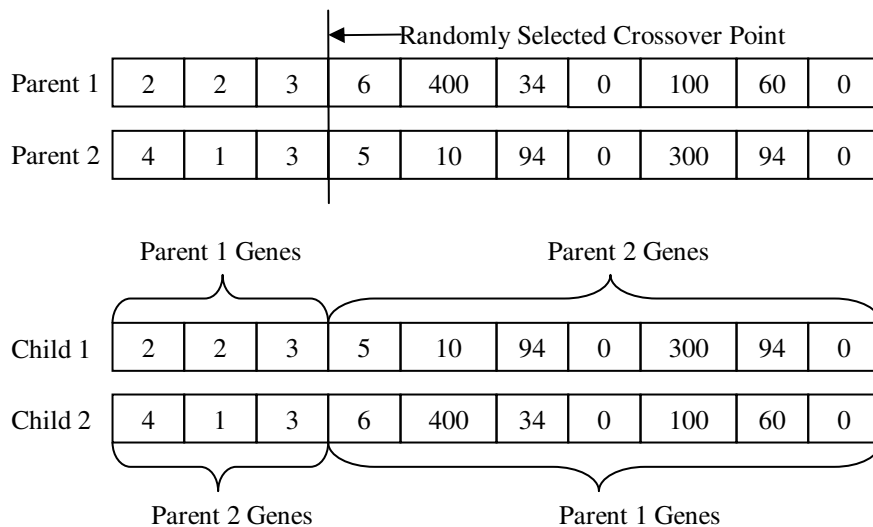 Randomly Selected Crossover Point
Parent 1 2 2 3 6 400 34 0 100 60 0
Parent 2 4 1 3 5 10 94 0 300 94 0
Parent 1 Genes Parent 2 Genes
Child 1 2 2 3 5 10 94 0 300 94 0
Child 2 4 1 3 6 400 34 0 100 60 0
Parent 2 Genes Parent 1 Genes